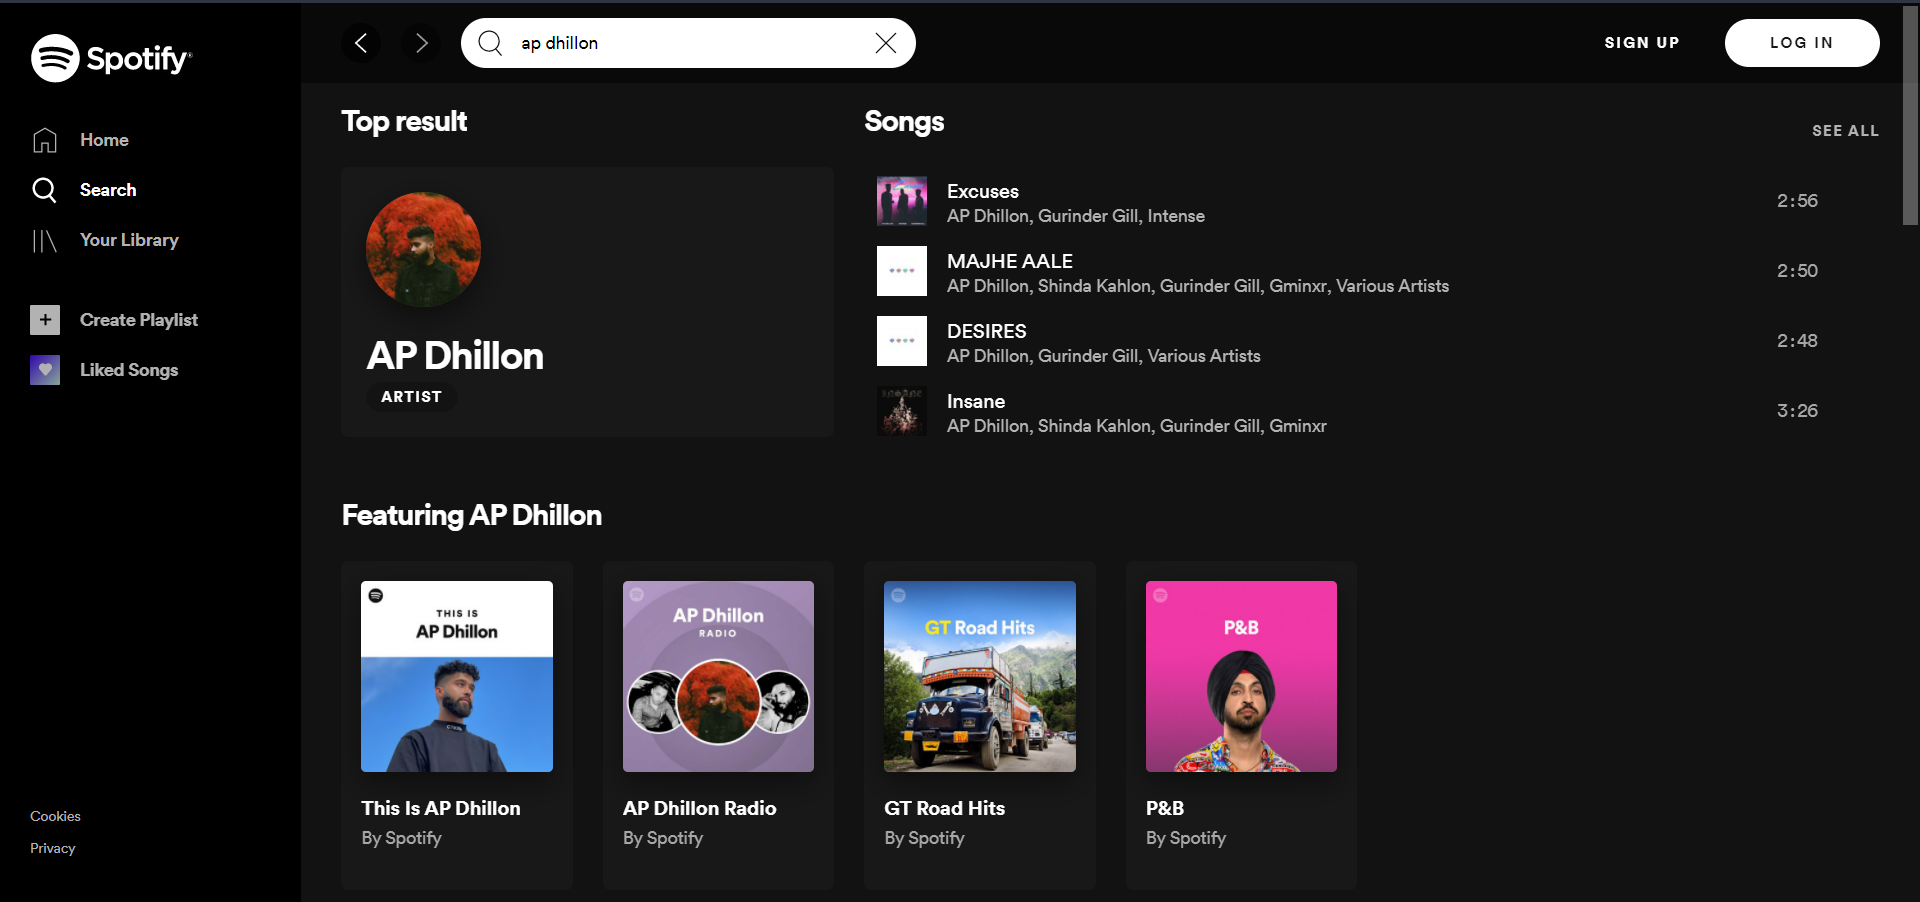 Spotify
Home
Search
Your Library
Create Playlist
Liked Songs
Cookies
Privacy
ap dhillon
SIGN UP
LOG IN
Top result
AP Dhillon
ARTIST
Songs
SEE ALL
Excuses
AP Dhillon, Gurinder Gill, Intense
2:56
MAJHE AALE
AP Dhillon, Shinda Kahlon, Gurinder Gill, Gminxr, Various Artists
2:50
DESIRES
AP Dhillon, Gurinder Gill, Various Artists
2:48
INSANE
Insane
AP Dhillon, Shinda Kahlon, Gurinder Gill, Gminxr
3:26
Featuring AP Dhillon
THIS IS
AP Dhillon
This Is AP Dhillon
By Spotify
AP Dhillon
RADIO
AP Dhillon Radio
By Spotify
GT Road Hits
GT Road Hits
By Spotify
P&B
P&B
By Spotify